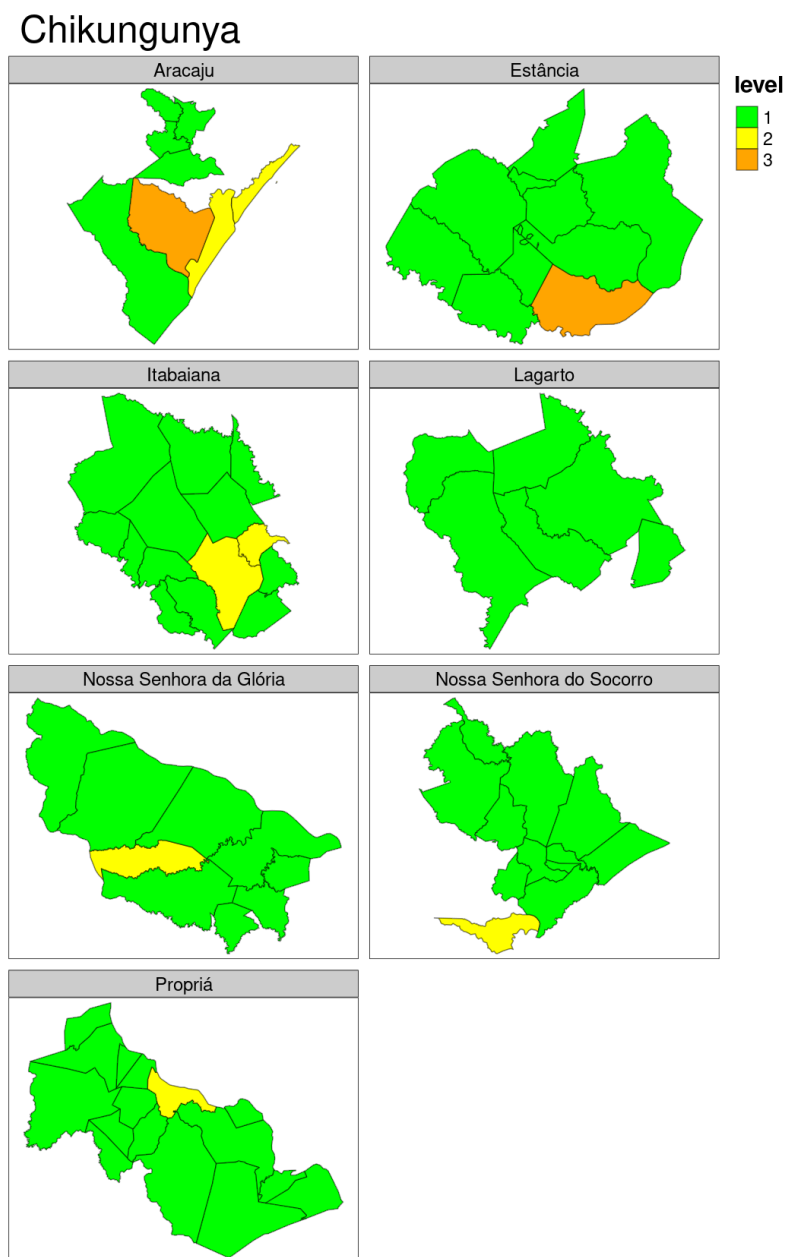 Chikungunya
Aracaju
Estância
level
1
2
3
Itabaiana
Lagarto
Nossa Senhora da Glória
Nossa Senhora do Socorro
Propriá